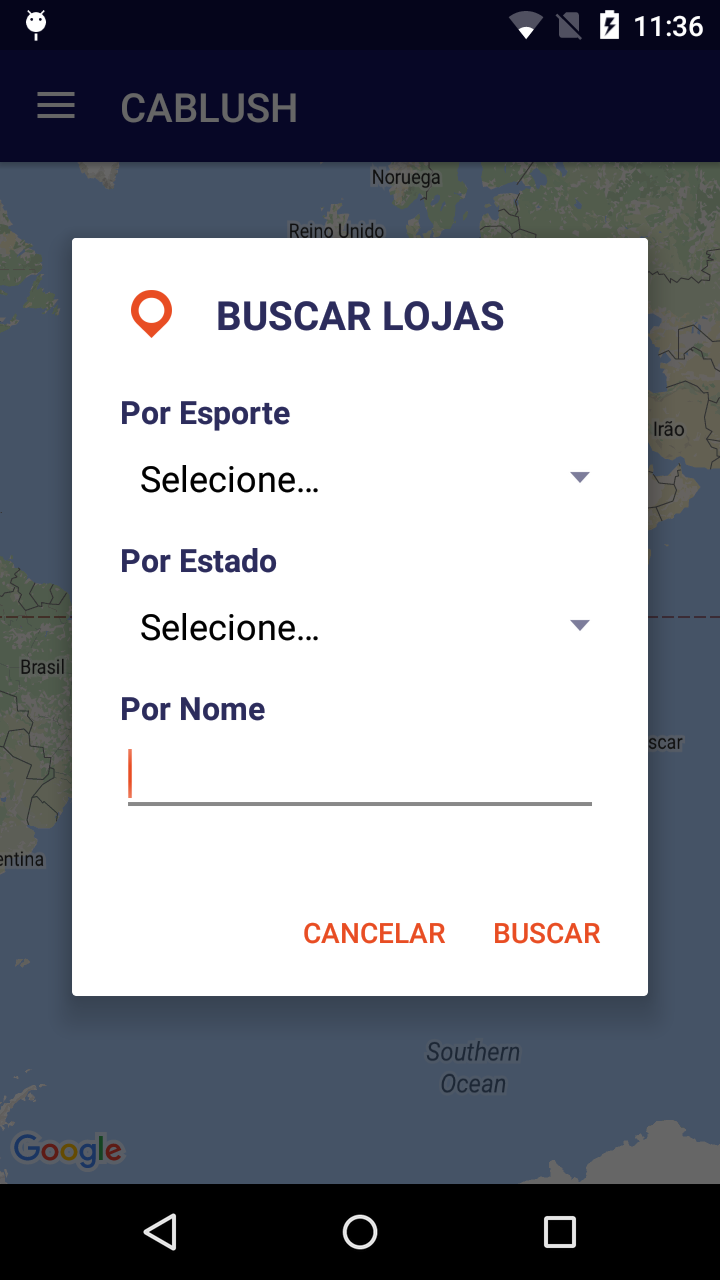 11:36
CABLUSH
Noruega
Reino Unido
BUSCAR LOJAS
Por Esporte
Irão
Selecione...
Por Estado
Selecione...
Brasil
Por Nome
scar
entina
CANCELAR BUSCAR
Southern
Ocean
Google